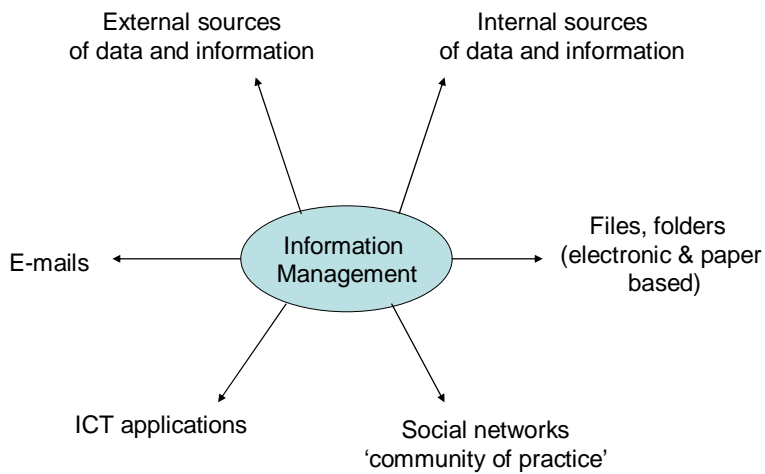 External sources
of data and information
Internal sources
of data and information
Information
Management
E-mails
Files, folders
(electronic & paper
based)
ICT applications
Social networks
‘community of practice’